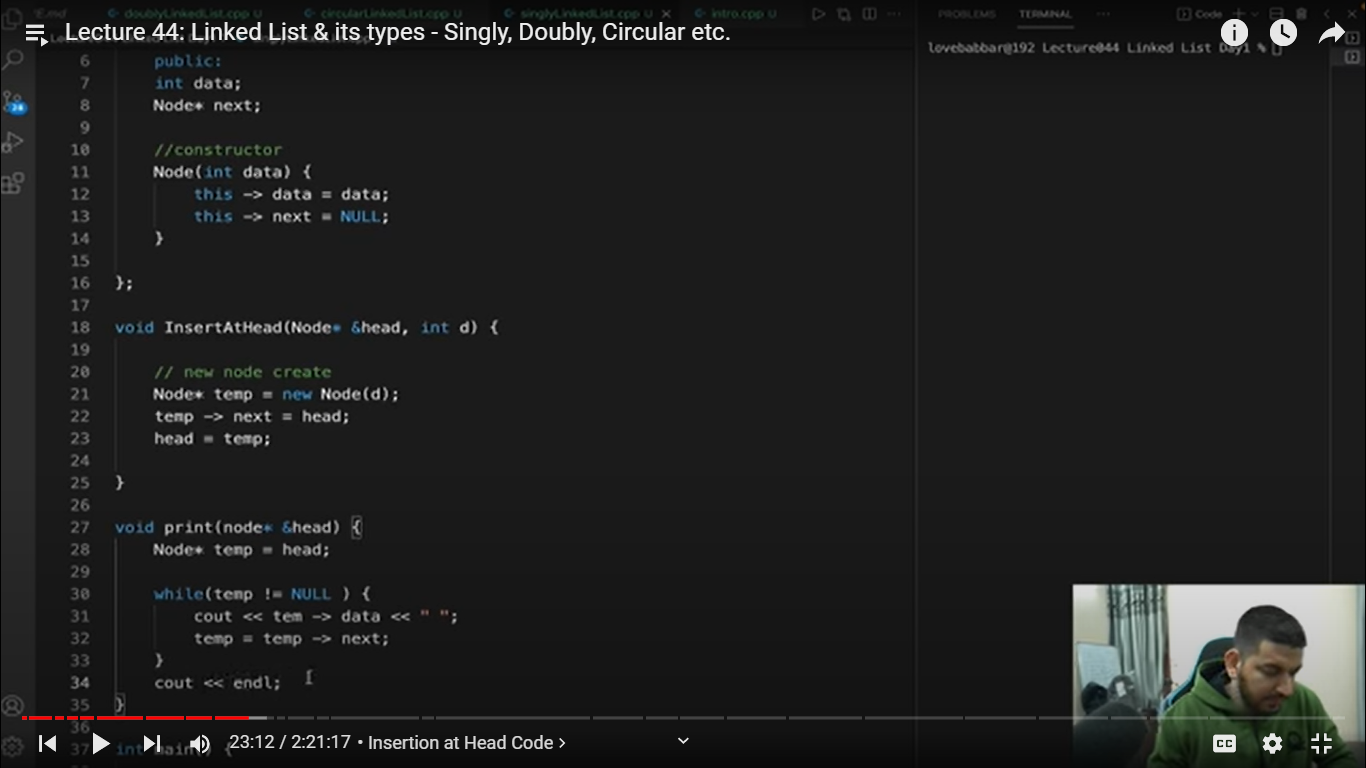 doublyLinkedList.cpp U circularLinkedList.cpp U singlyLinkedList.cpp U intro.cpp U PROBLEMS TERMINAL ... Code
Lecture 44: Linked List & its types - Singly, Doubly, Circular etc.
lovebabbar@192 Lecture044 Linked List Day1 %
6 public:
7 int data;
8 Node* next;
9
10 //constructor
11 Node(int data) {
12 this -> data = data;
13 this -> next = NULL;
14 }
15
16 };
17
18 void InsertAtHead(Node* &head, int d) {
19
20 // new node create
21 Node* temp = new Node(d);
22 temp -> next = head;
23 head = temp;
24
25 }
26
27 void print(node* &head) {
28 Node* temp = head;
29
30 while(temp != NULL ) {
31 cout << tem -> data << " ";
32 temp = temp -> next;
33 }
34 cout << endl;
35 }
36
37 int main() {
23:12 / 2:21:17 • Insertion at Head Code >
CC